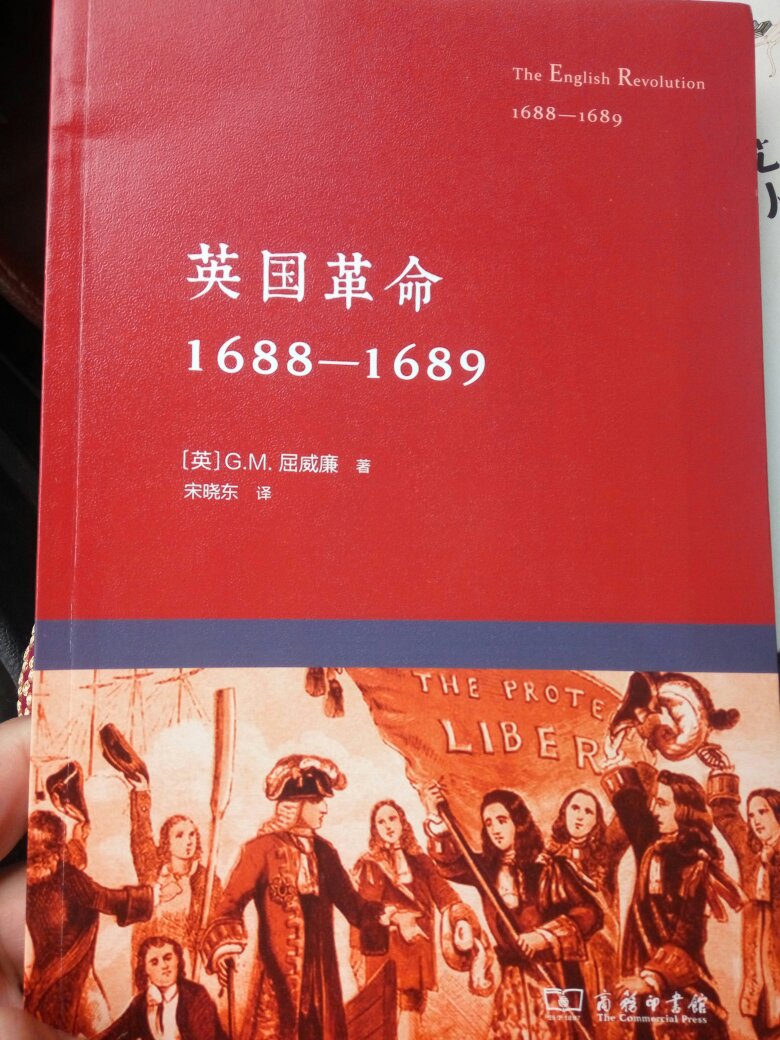 The English Revolution
1688—1689
英国革命
1688—1689
[英]G.M. 屈威廉 著
宋晓东 译
THE PROTE
LIBER
商務印書館
The Commercial Press